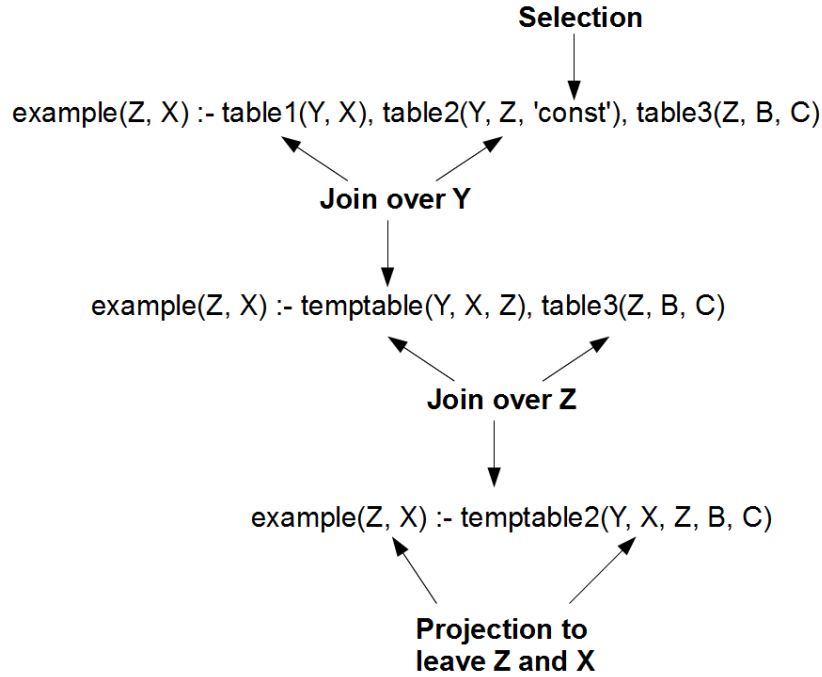 Selection
example(Z, X) :- table1(Y, X), table2(Y, Z, 'const'), table3(Z, B, C)
Join over Y
example(Z, X) :- temptable(Y, X, Z), table3(Z, B, C)
Join over Z
example(Z, X) :- temptable2(Y, X, Z, B, C)
Projection to
leave Z and X